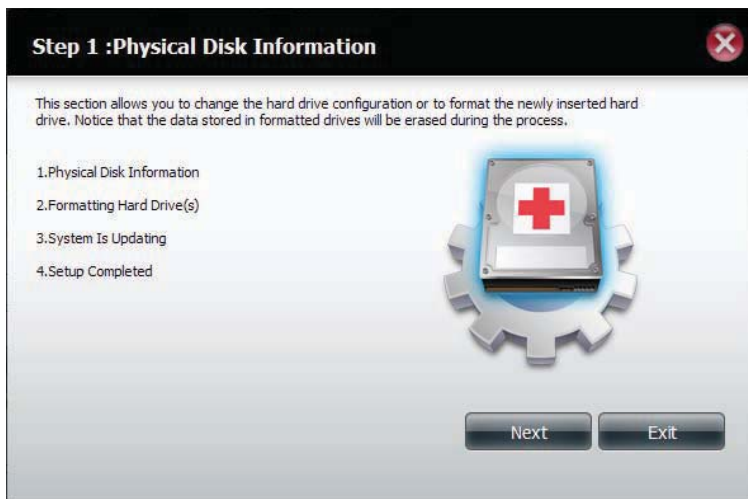 Step 1 :Physical Disk Information
This section allows you to change the hard drive configuration or to format the newly inserted hard
drive. Notice that the data stored in formatted drives will be erased during the process.
1.Physical Disk Information
2.Formatting Hard Drive(s)
3.System Is Updating
4.Setup Completed
Next
Exit